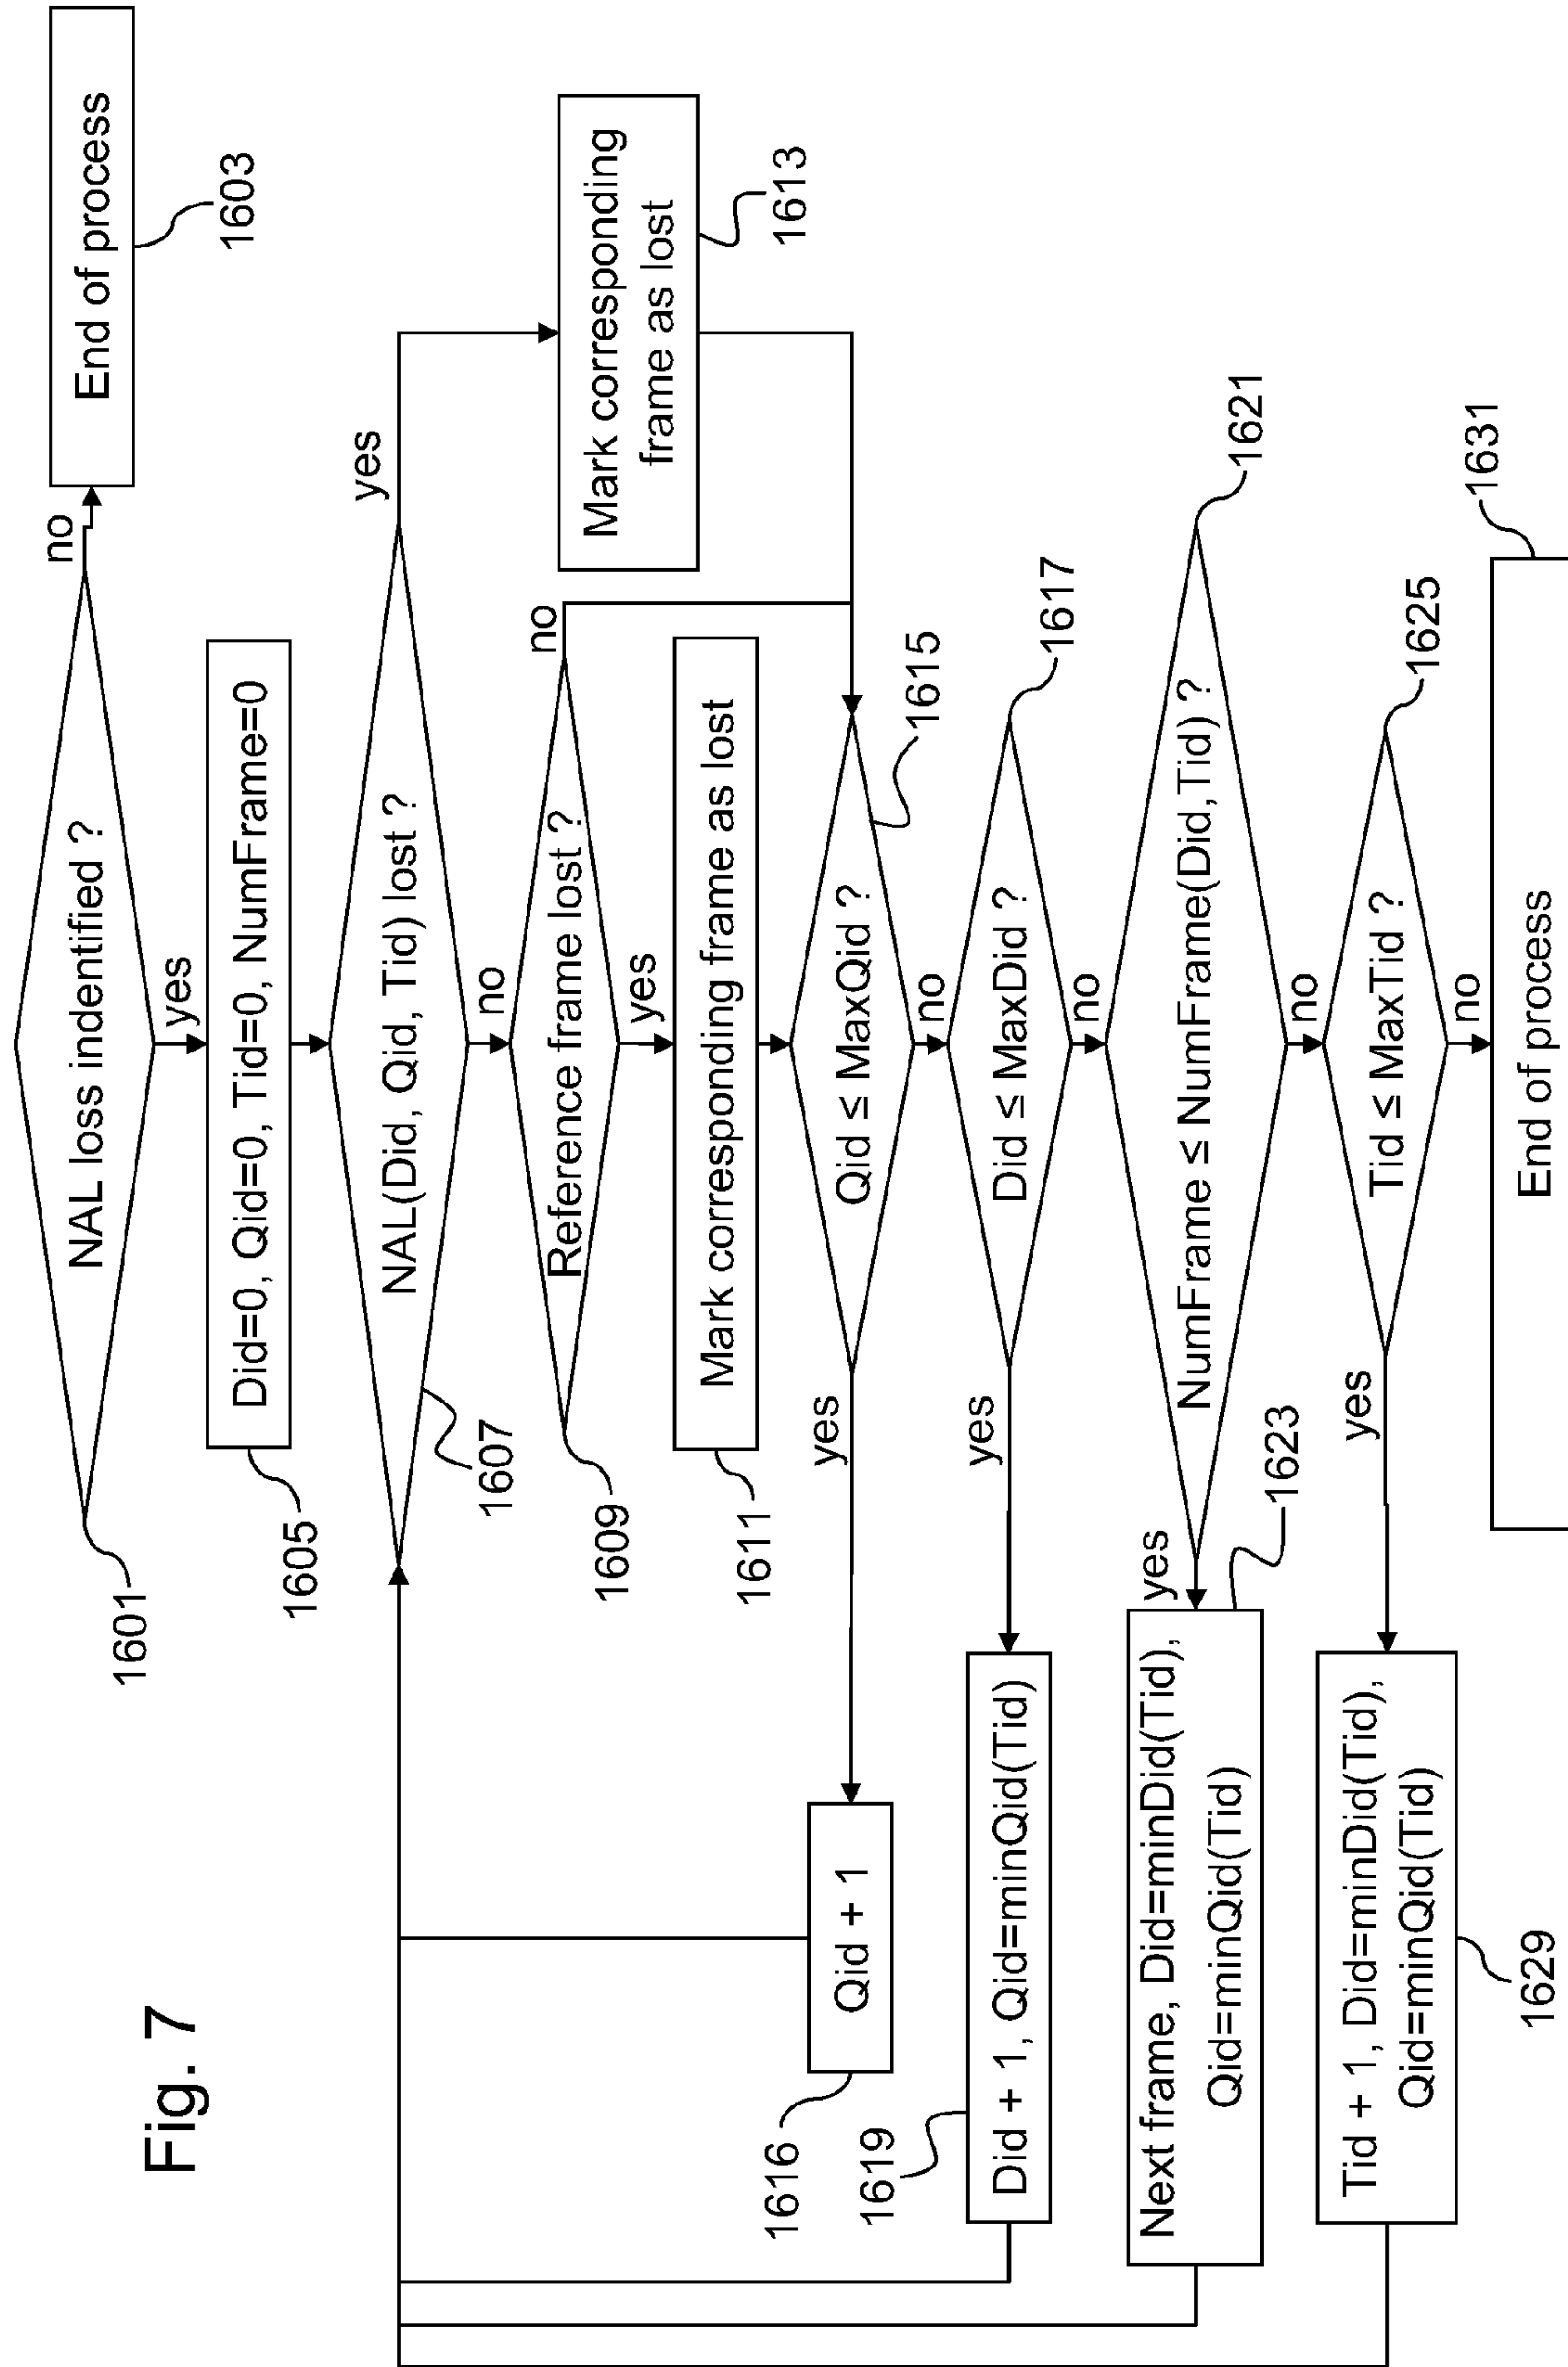 Fig. 7
NAL loss indentified ?
no
End of process
1603
1601
yes
Did=0, Qid=0, Tid=0, NumFrame=0
1605
NAL(Did, Qid, Tid) lost ?
yes
1607
no
Mark corresponding
frame as lost
1613
Reference frame lost ?
no
1609
yes
Mark corresponding frame as lost
1611
Qid ≤ MaxQid ?
1615
yes
Qid + 1
1616
no
Did ≤ MaxDid ?
1617
yes
Did + 1, Qid=minQid(Tid)
1619
no
NumFrame ≤ NumFrame(Did,Tid) ?
1621
yes
Next frame, Did=minDid(Tid),
Qid=minQid(Tid)
1623
no
Tid ≤ MaxTid ?
1625
yes
Tid + 1, Did=minDid(Tid),
Qid=minQid(Tid)
1629
no
End of process
1631